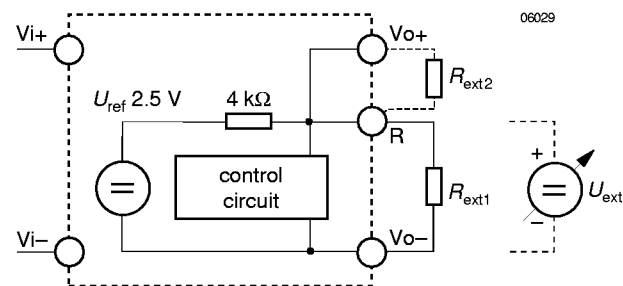 06029
Vi+
Vo+
Uref 2.5 V
4 kΩ
Rext2
R
control
circuit
Rext1
+
Uext
–
Vi–
Vo–